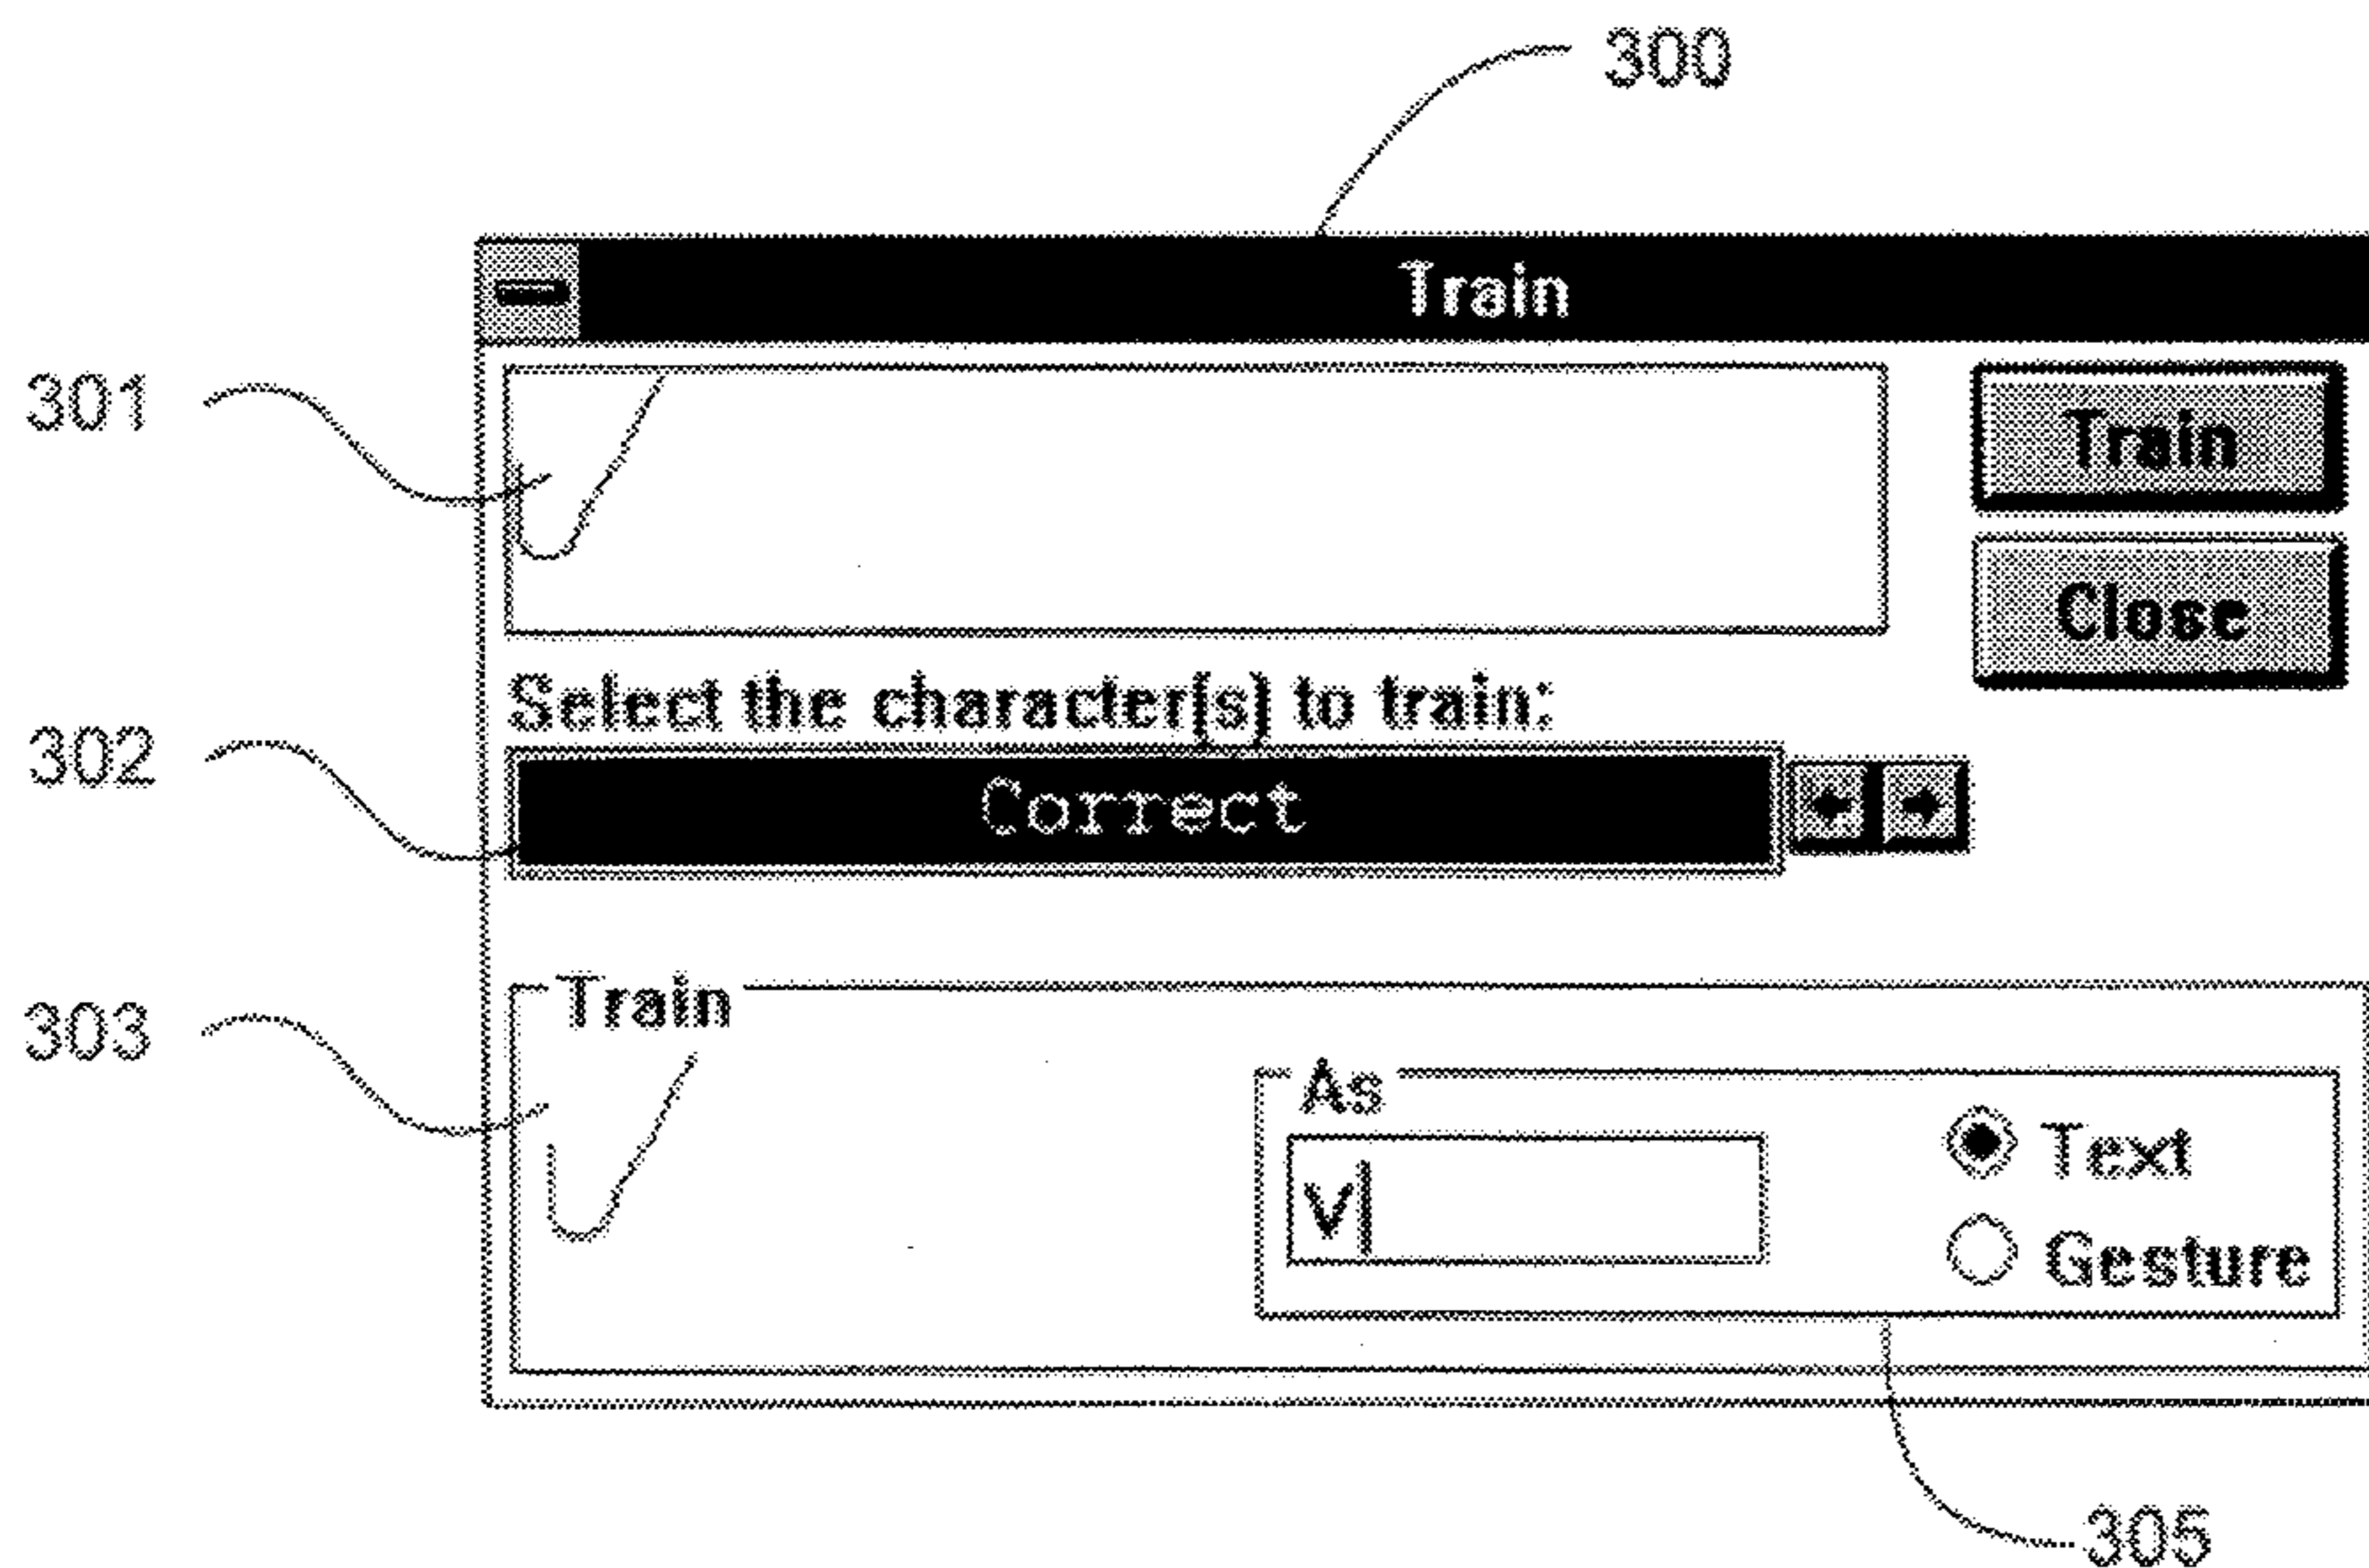 300
Train
301
Train
Close
Select the character(s) to train:
302
Correct
303
Train
As
Text
V
Gesture
305